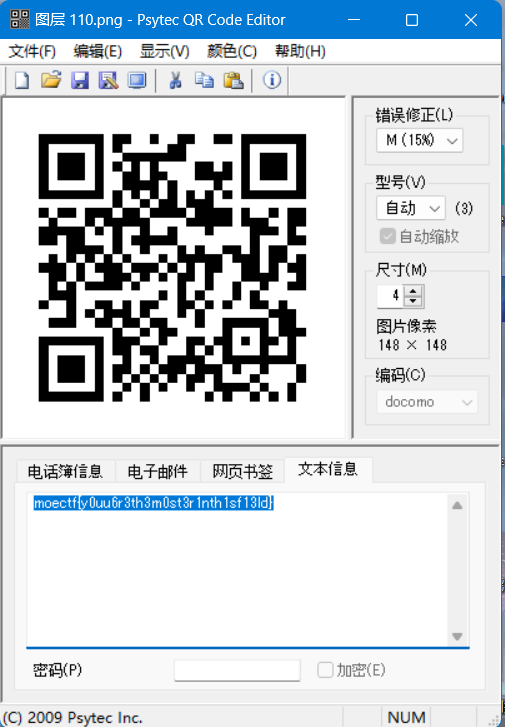 图层 110.png - Psytec QR Code Editor
文件(F) 编辑(E) 显示(V) 颜色(C) 帮助(H)
错误修正(L)
M (15%)
型号(V)
自动 (3)
自动缩放
尺寸(M)
4
图片像素
148 × 148
编码(C)
docomo
电话簿信息 电子邮件 网页书签 文本信息
moectf{y0uu6r3th3m0st3r1nth1sf13ld}
密码(P) 加密(E)
(C) 2009 Psytec Inc. NUM